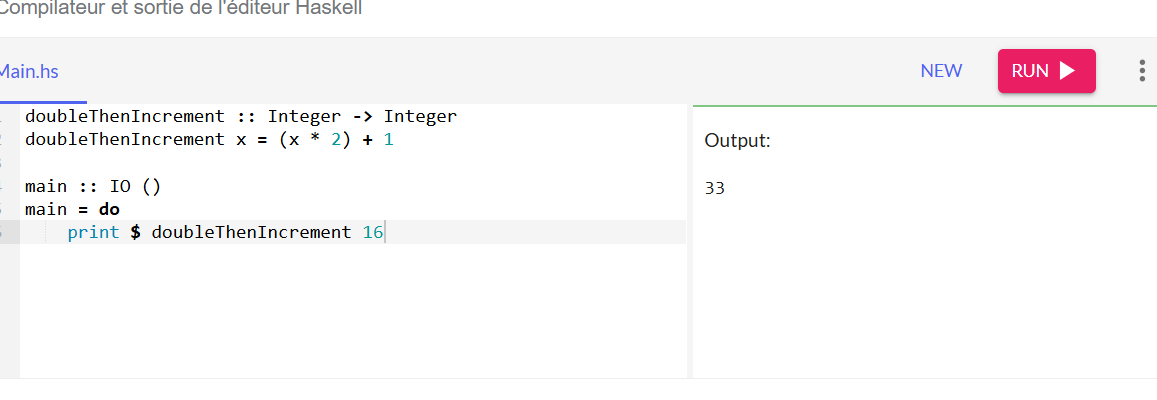 Compilateur et sortie de l'éditeur Haskell
Main.hs
NEW
RUN
doubleThenIncrement :: Integer -> Integer
doubleThenIncrement x = (x * 2) + 1
main :: IO ()
main = do
print $ doubleThenIncrement 16
Output:
33